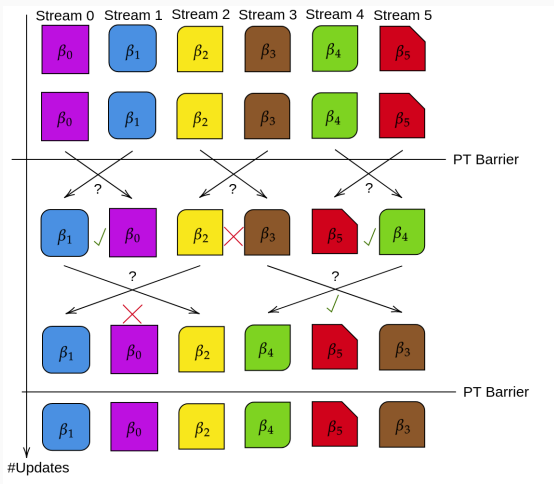 Stream 0 Stream 1 Stream 2 Stream 3 Stream 4 Stream 5
β₀ β₁ β₂ β₃ β₄ β₅
β₀ β₁ β₂ β₃ β₄ β₅
PT Barrier
? ? ?
β₁ β₀ β₂ β₃ β₅ β₄
? ?
β₁ β₀ β₂ β₄ β₅ β₃
PT Barrier
β₁ β₀ β₂ β₄ β₅ β₃
#Updates